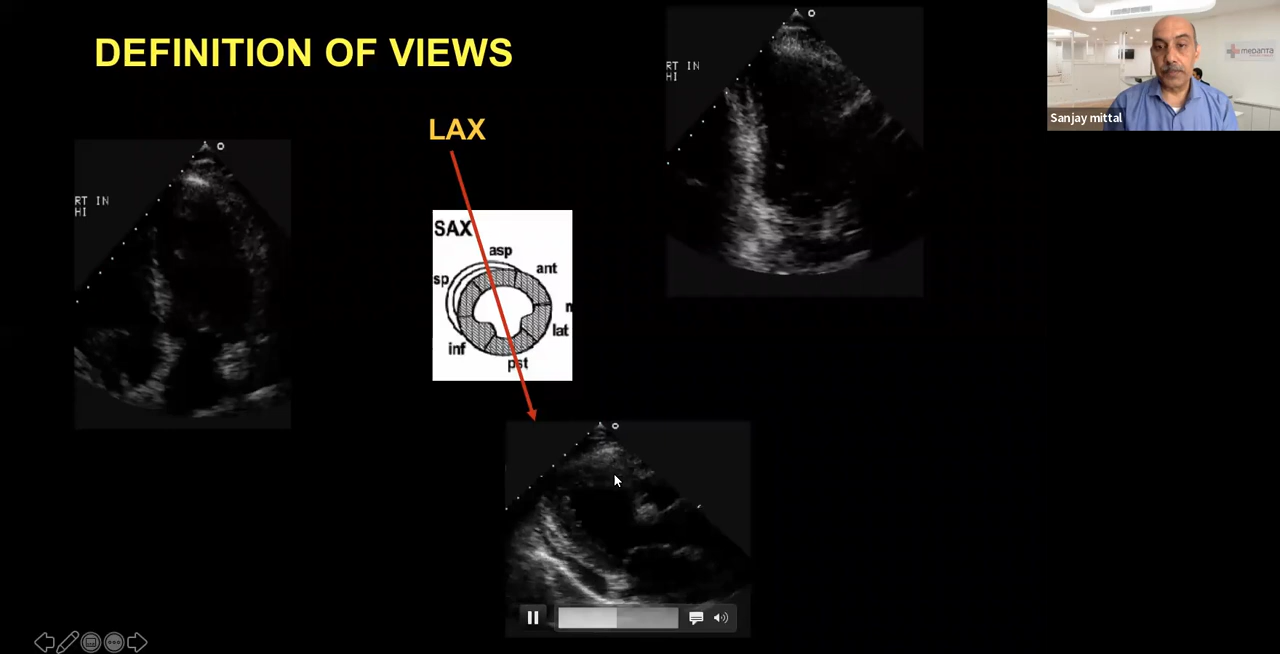 DEFINITION OF VIEWS
LAX
RT IN
HI
RT IN
HI
medanta
Sanjay mittal
SAX
asp
ant
sp
m
lat
inf
pst